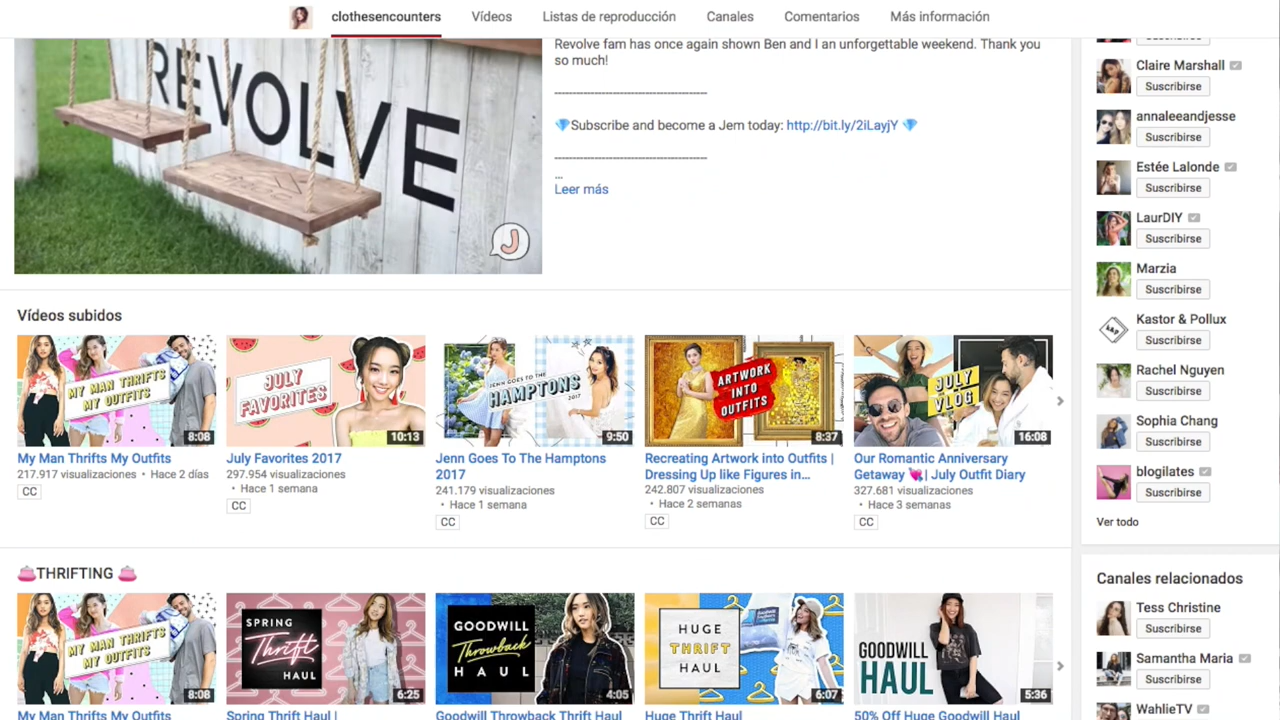 clothesencounters
Vídeos
Listas de reproducción
Canales
Comentarios
Más información
REVOLVE
J
Revolve fam has once again shown Ben and I an unforgettable weekend. Thank you
so much!
----------------------------------------------------
💎Subscribe and become a Jem today: http://bit.ly/2iLayjY 💎
----------------------------------------------------
...
Leer más
Suscribirse
Claire Marshall
Suscribirse
annaleeandjesse
Suscribirse
Estée Lalonde
Suscribirse
LaurDIY
Suscribirse
Marzia
Suscribirse
Kastor & Pollux
Suscribirse
Rachel Nguyen
Suscribirse
Sophia Chang
Suscribirse
blogilates
Suscribirse
Ver todo
Vídeos subidos
MY MAN THRIFTS
MY OUTFITS
8:08
My Man Thrifts My Outfits
217.917 visualizaciones • Hace 2 días
CC
JULY
FAVORITES
10:13
July Favorites 2017
297.954 visualizaciones
• Hace 1 semana
CC
JENN GOES TO THE
HAMPTONS
2017
9:50
Jenn Goes To The Hamptons
2017
241.179 visualizaciones
• Hace 1 semana
CC
ARTWORK
INTO
OUTFITS
8:37
Recreating Artwork into Outfits |
Dressing Up like Figures in...
242.807 visualizaciones
• Hace 2 semanas
CC
JULY
VLOG
16:08
Our Romantic Anniversary
Getaway 💘| July Outfit Diary
327.681 visualizaciones
• Hace 3 semanas
CC
👛THRIFTING 👛
MY MAN THRIFTS
MY OUTFITS
8:08
My Man Thrifts My Outfits
SPRING
Thrift
HAUL
6:25
Spring Thrift Haul |
GOODWILL
Throwback
HAUL
4:05
Goodwill Throwback Thrift Haul
HUGE
THRIFT
HAUL
6:07
Huge Thrift Haul
GOODWILL
HAUL
5:36
50% Off Huge Goodwill Haul
Canales relacionados
Tess Christine
Suscribirse
Samantha Maria
Suscribirse
WahlieTV